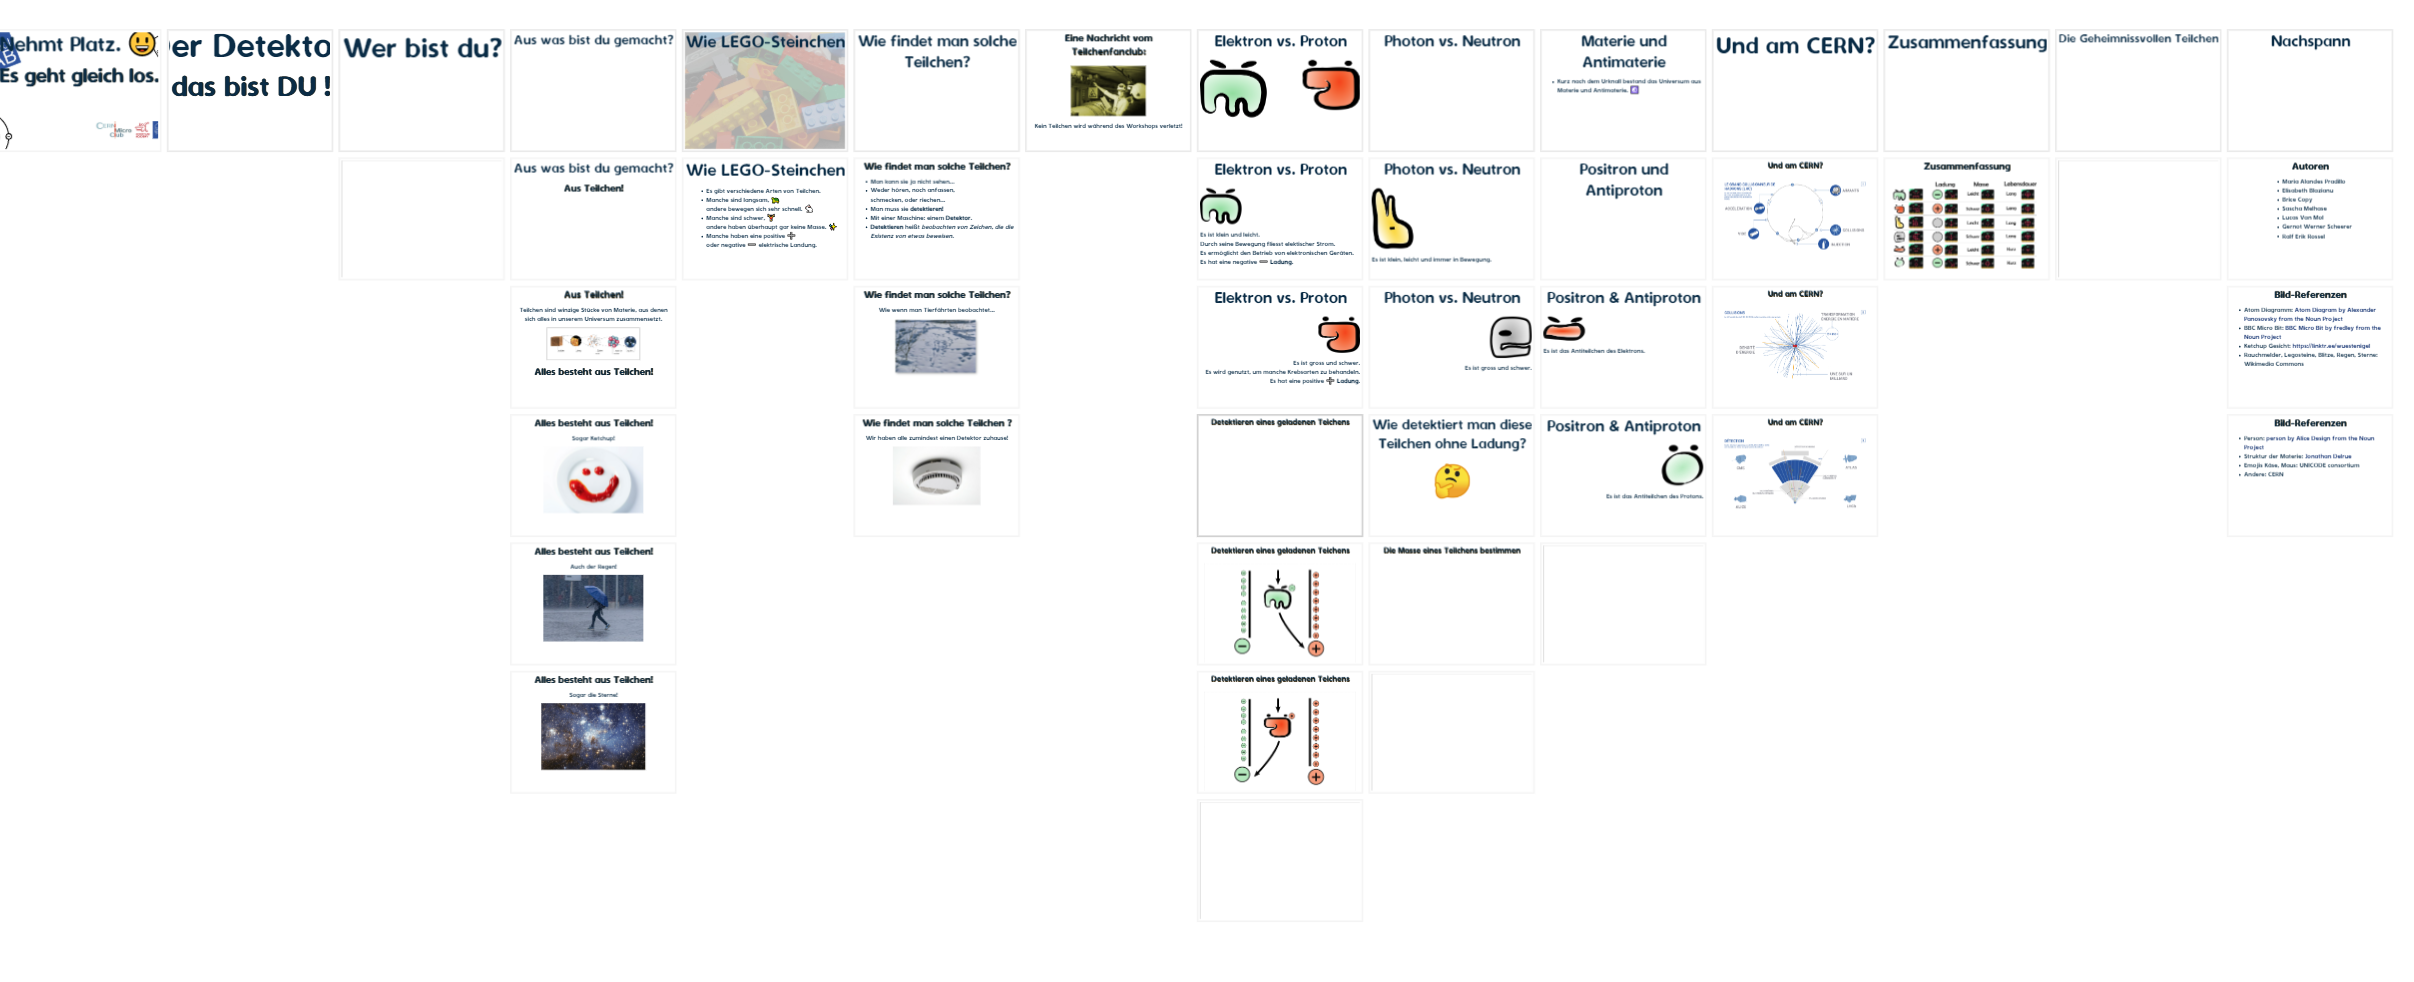 Nehmt Platz. 😃
Es geht gleich los.
er Detekto
das bist DU !
Wer bist du?
Aus was bist du gemacht?
Wie LEGO-Steinchen
Wie findet man solche
Teilchen?
Eine Nachricht vom
Teilchenfanclub:
Kein Teilchen wird während des Workshops verletzt!
Elektron vs. Proton
Photon vs. Neutron
Materie und
Antimaterie
Kurz nach dem Urknall bestand das Universum aus
Materie und Antimaterie.
Und am CERN?
Zusammenfassung
Die Geheimnissvollen Teilchen
Nachspann
Aus was bist du gemacht?
Aus Teilchen!
Wie LEGO-Steinchen
Es gibt verschiedene Arten von Teilchen.
Manche sind langsam,
andere bewegen sich sehr schnell.
Manche sind schwer,
andere haben überhaupt gar keine Masse.
Manche haben eine positive ➕
oder negative ➖ elektrische Ladung.
Wie findet man solche Teilchen?
Man kann sie ja nicht sehen...
Weder hören, noch anfassen,
schmecken, oder riechen...
Man muss sie detektieren!
Mit einer Maschine: einem Detektor.
Detektieren heißt beobachten von Zeichen, die die
Existenz von etwas beweisen.
Elektron vs. Proton
Es ist klein und leicht.
Durch seine Bewegung fliesst elektischer Strom.
Es ermöglicht den Betrieb von elektronischen Geräten.
Es hat eine negative ➖ Ladung.
Photon vs. Neutron
Es ist klein, leicht und immer in Bewegung.
Positron und
Antiproton
Und am CERN?
Zusammenfassung
Ladung Masse Lebensdauer
Autoren
Maria Alandes Pradillo
Elisabeth Blazianu
Brice Copy
Sascha Melhase
Lucas Van Mol
Gernot Werner Scheerer
Ralf Erik Rossel
Aus Teilchen!
Teilchen sind winzige Stücke von Materie, aus denen
sich alles in unserem Universum zusammensetzt.
Alles besteht aus Teilchen!
Wie findet man solche Teilchen?
Wie wenn man Tierfährten beobachtet...
Elektron vs. Proton
Es ist gross und schwer.
Es wird genutzt, um manche Krebsarten zu behandeln.
Es hat eine positive ➕ Ladung.
Photon vs. Neutron
Es ist gross und schwer.
Positron & Antiproton
Es ist das Antiteilchen des Elektrons.
Und am CERN?
Bild-Referenzen
Atom Diagramm: Atom Diagram by Alexander
Panosovsky from the Noun Project
BBC Micro Bit: BBC Micro Bit by fredley from the
Noun Project
Ketchup Gesicht: https://linktr.ee/wuestenigel
Rauchmelder, Legosteine, Blitze, Regen, Sterne:
Wikimedia Commons
Alles besteht aus Teilchen!
Sogar Ketchup!
Wie findet man solche Teilchen ?
Wir haben alle zumindest einen Detektor zuhause!
Detektieren eines geladenen Teichens
Wie detektiert man diese
Teilchen ohne Ladung?
Positron & Antiproton
Es ist das Antiteilchen des Protons.
Und am CERN?
Bild-Referenzen
Person: person by Alice Design from the Noun
Project
Struktur der Materie: Jonathan Delrue
Emojis Käse, Maus: UNICODE consortium
Andere: CERN
Alles besteht aus Teilchen!
Auch der Regen!
Detektieren eines geladenen Teichens
Die Masse eines Teilchens bestimmen
Alles besteht aus Teilchen!
Sogar die Sterne!
Detektieren eines geladenen Teichens